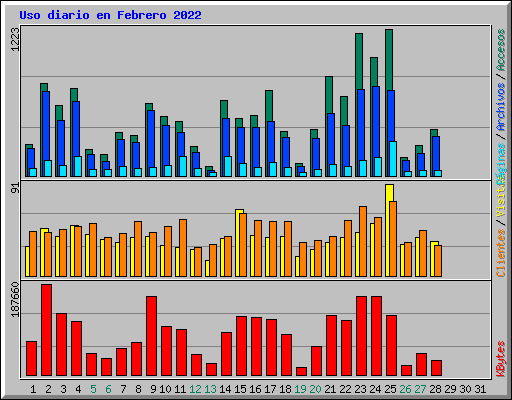 Uso diario en Febrero 2022
1223
91
187660
Clientes / Visitas
Páginas / Archivos / Accesos
KBytes
1 2 3 4 5 6 7 8 9 10 11 12 13 14 15 16 17 18 19 20 21 22 23 24 25 26 27 28 29 30 31